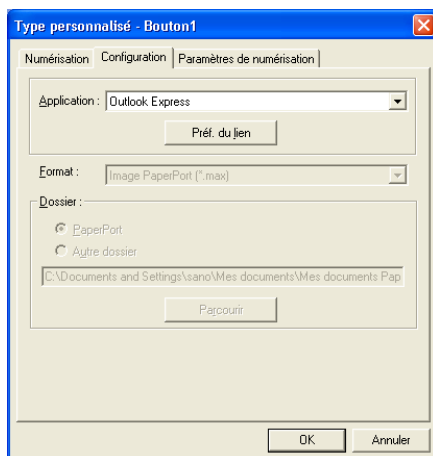 Type personnalisé - Bouton1
Numérisation Configuration Paramètres de numérisation
Application : Outlook Express
Préf. du lien
Format : Image PaperPort (*.max)
Dossier :
PaperPort
Autre dossier
C:\Documents and Settings\sano\Mes documents\Mes documents Pap
Parcourir
OK Annuler